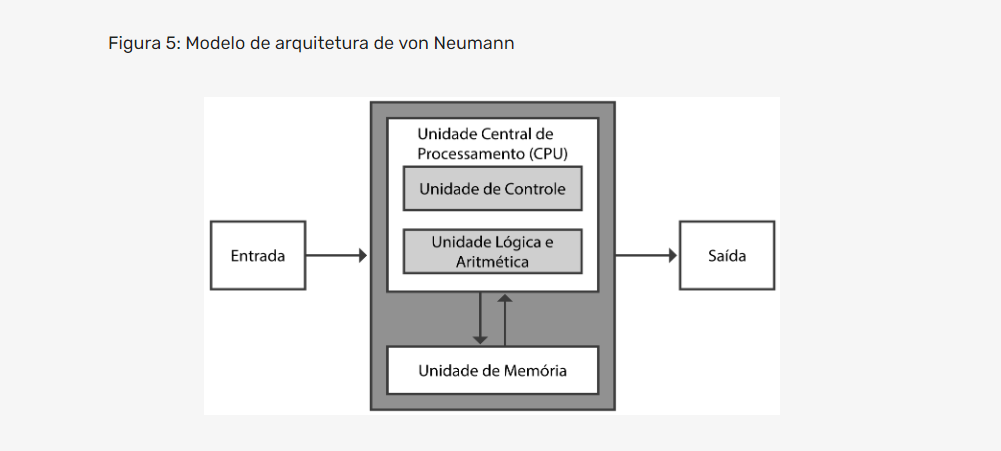 Figura 5: Modelo de arquitetura de von Neumann
Unidade Central de
Processamento (CPU)
Unidade de Controle
Unidade Lógica e
Aritmética
Entrada
Saída
Unidade de Memória